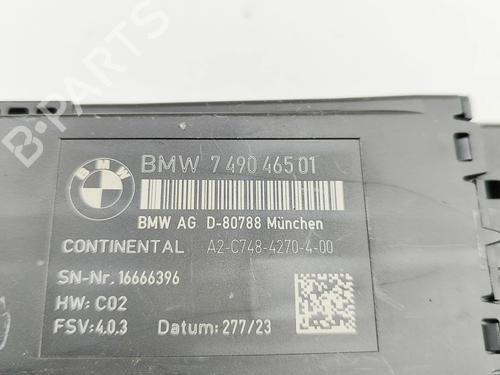 B-PARTS
BMW
BMW 7 490 465 01
BMW AG D-80788 München
CONTINENTAL A2-C748-4270-4-00
SN-Nr. 16666396
HW: C02
FSV:4.0.3 Datum: 277/23